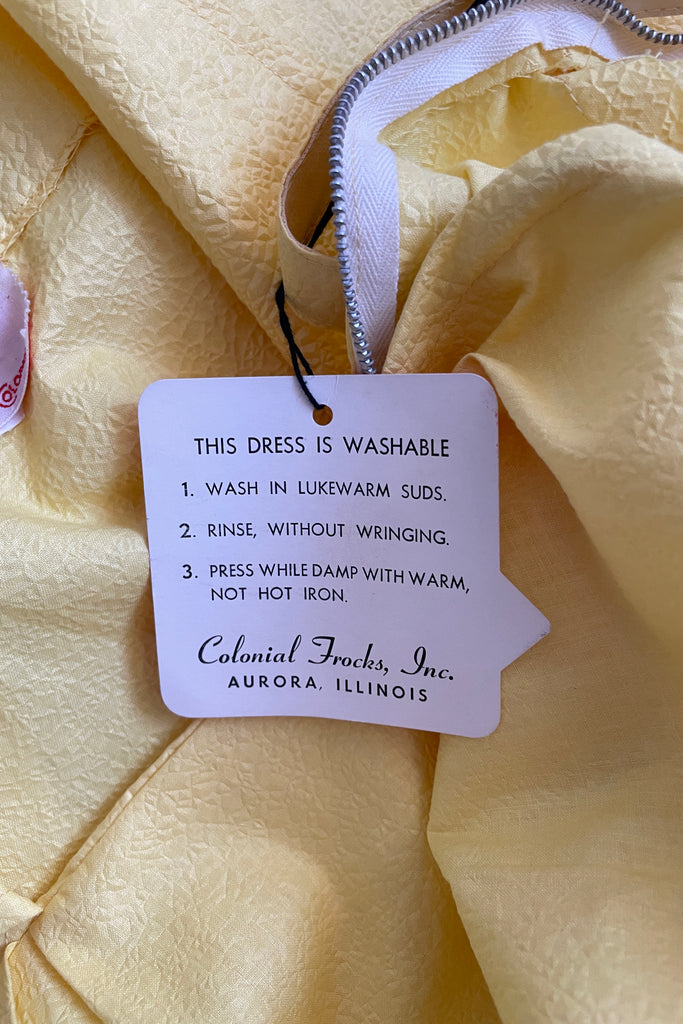 THIS DRESS IS WASHABLE
1. WASH IN LUKEWARM SUDS.
2. RINSE, WITHOUT WRINGING.
3. PRESS WHILE DAMP WITH WARM,
NOT HOT IRON.
Colonial Frocks, Inc.
AURORA, ILLINOIS